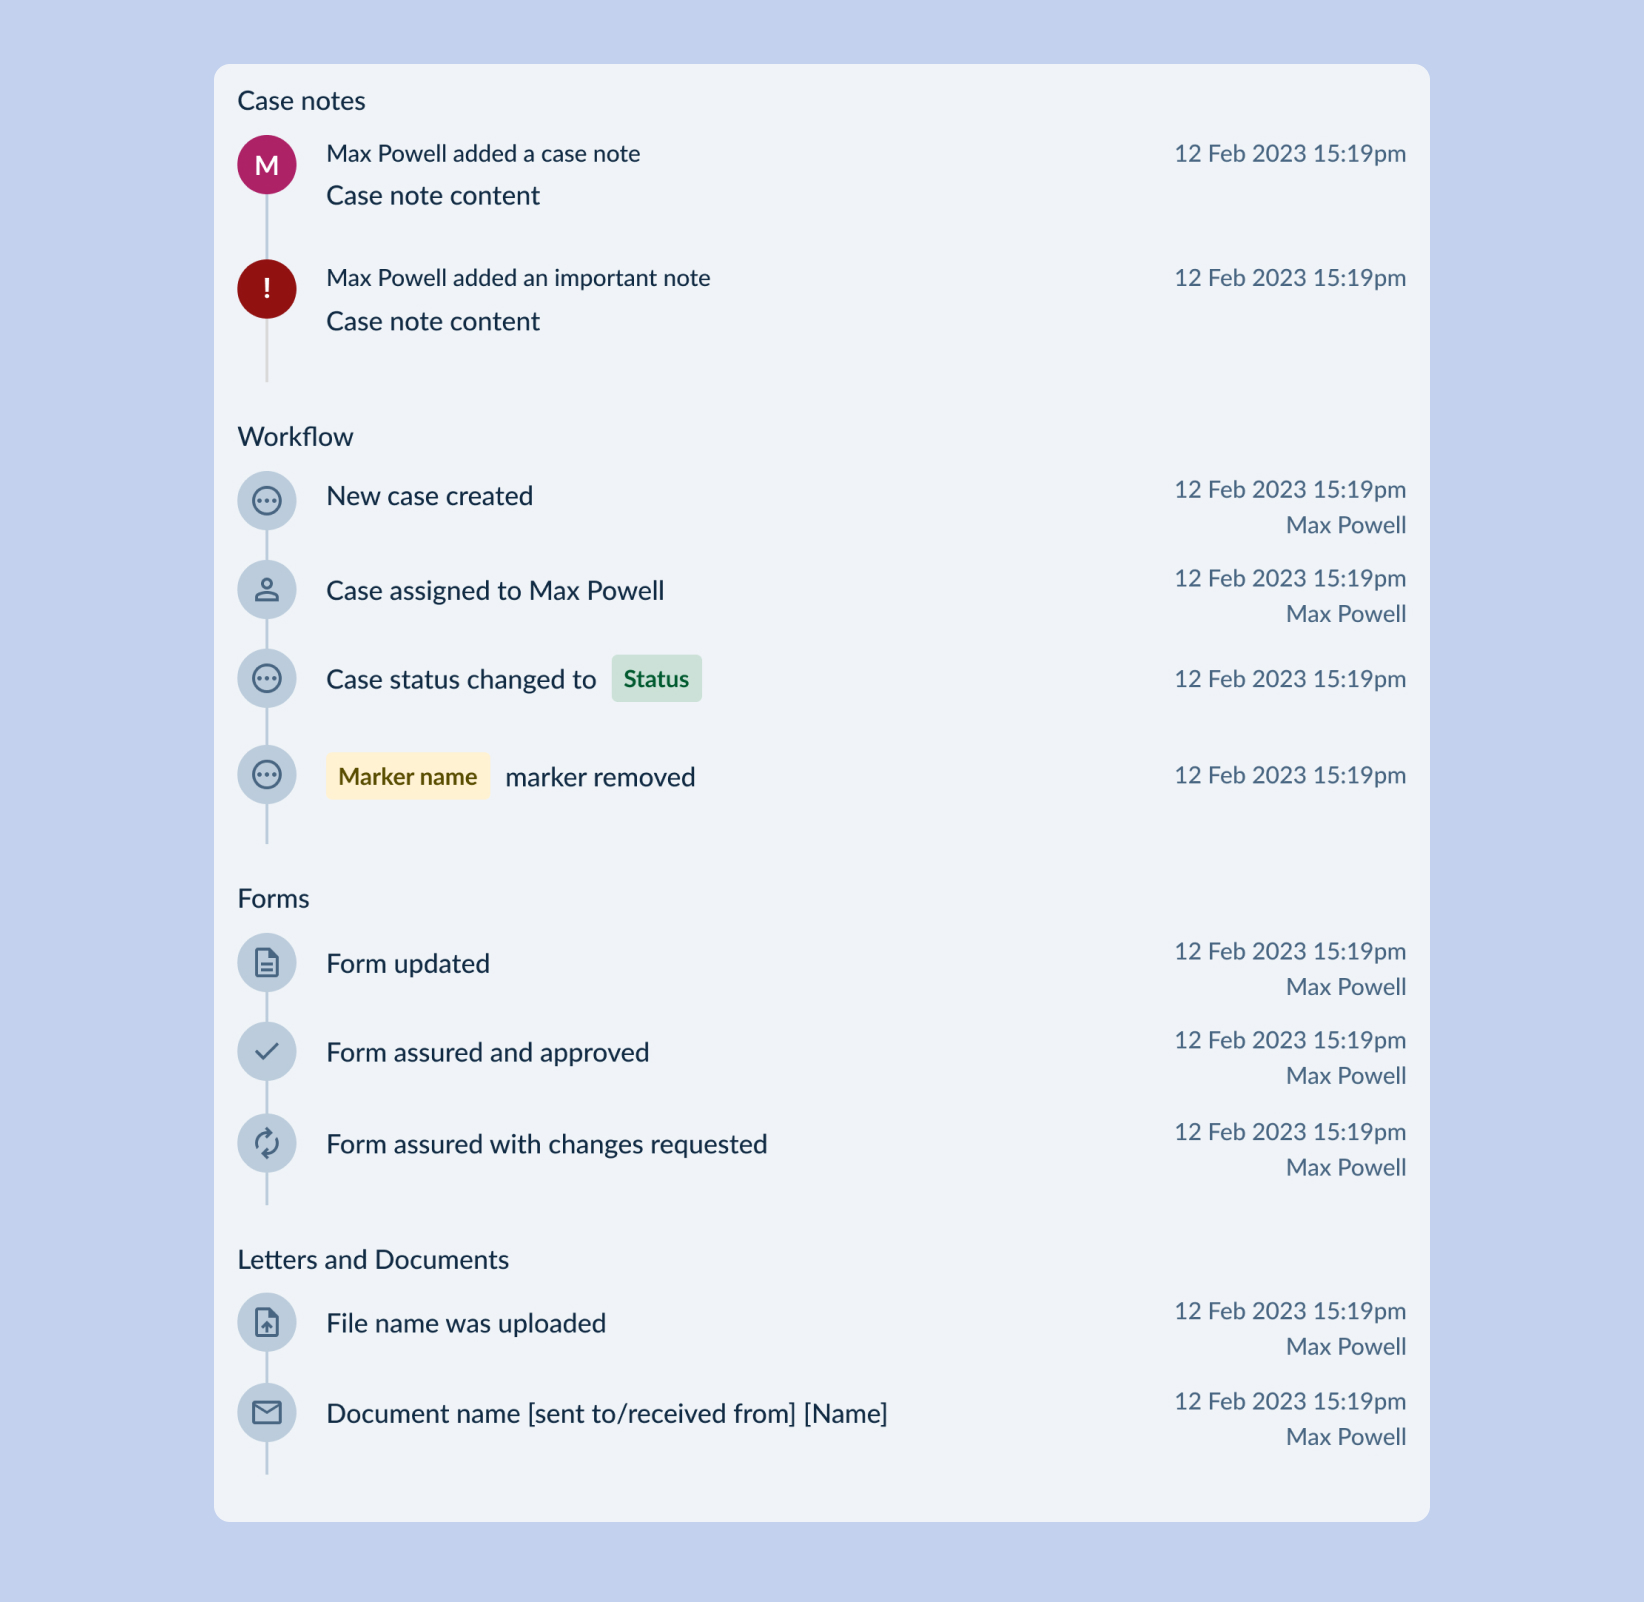 Case notes
M
Max Powell added a case note
12 Feb 2023 15:19pm
Case note content
!
Max Powell added an important note
12 Feb 2023 15:19pm
Case note content
Workflow
New case created
12 Feb 2023 15:19pm
Max Powell
Case assigned to Max Powell
12 Feb 2023 15:19pm
Max Powell
Case status changed to Status
12 Feb 2023 15:19pm
Marker name marker removed
12 Feb 2023 15:19pm
Forms
Form updated
12 Feb 2023 15:19pm
Max Powell
Form assured and approved
12 Feb 2023 15:19pm
Max Powell
Form assured with changes requested
12 Feb 2023 15:19pm
Max Powell
Letters and Documents
File name was uploaded
12 Feb 2023 15:19pm
Max Powell
Document name [sent to/received from] [Name]
12 Feb 2023 15:19pm
Max Powell